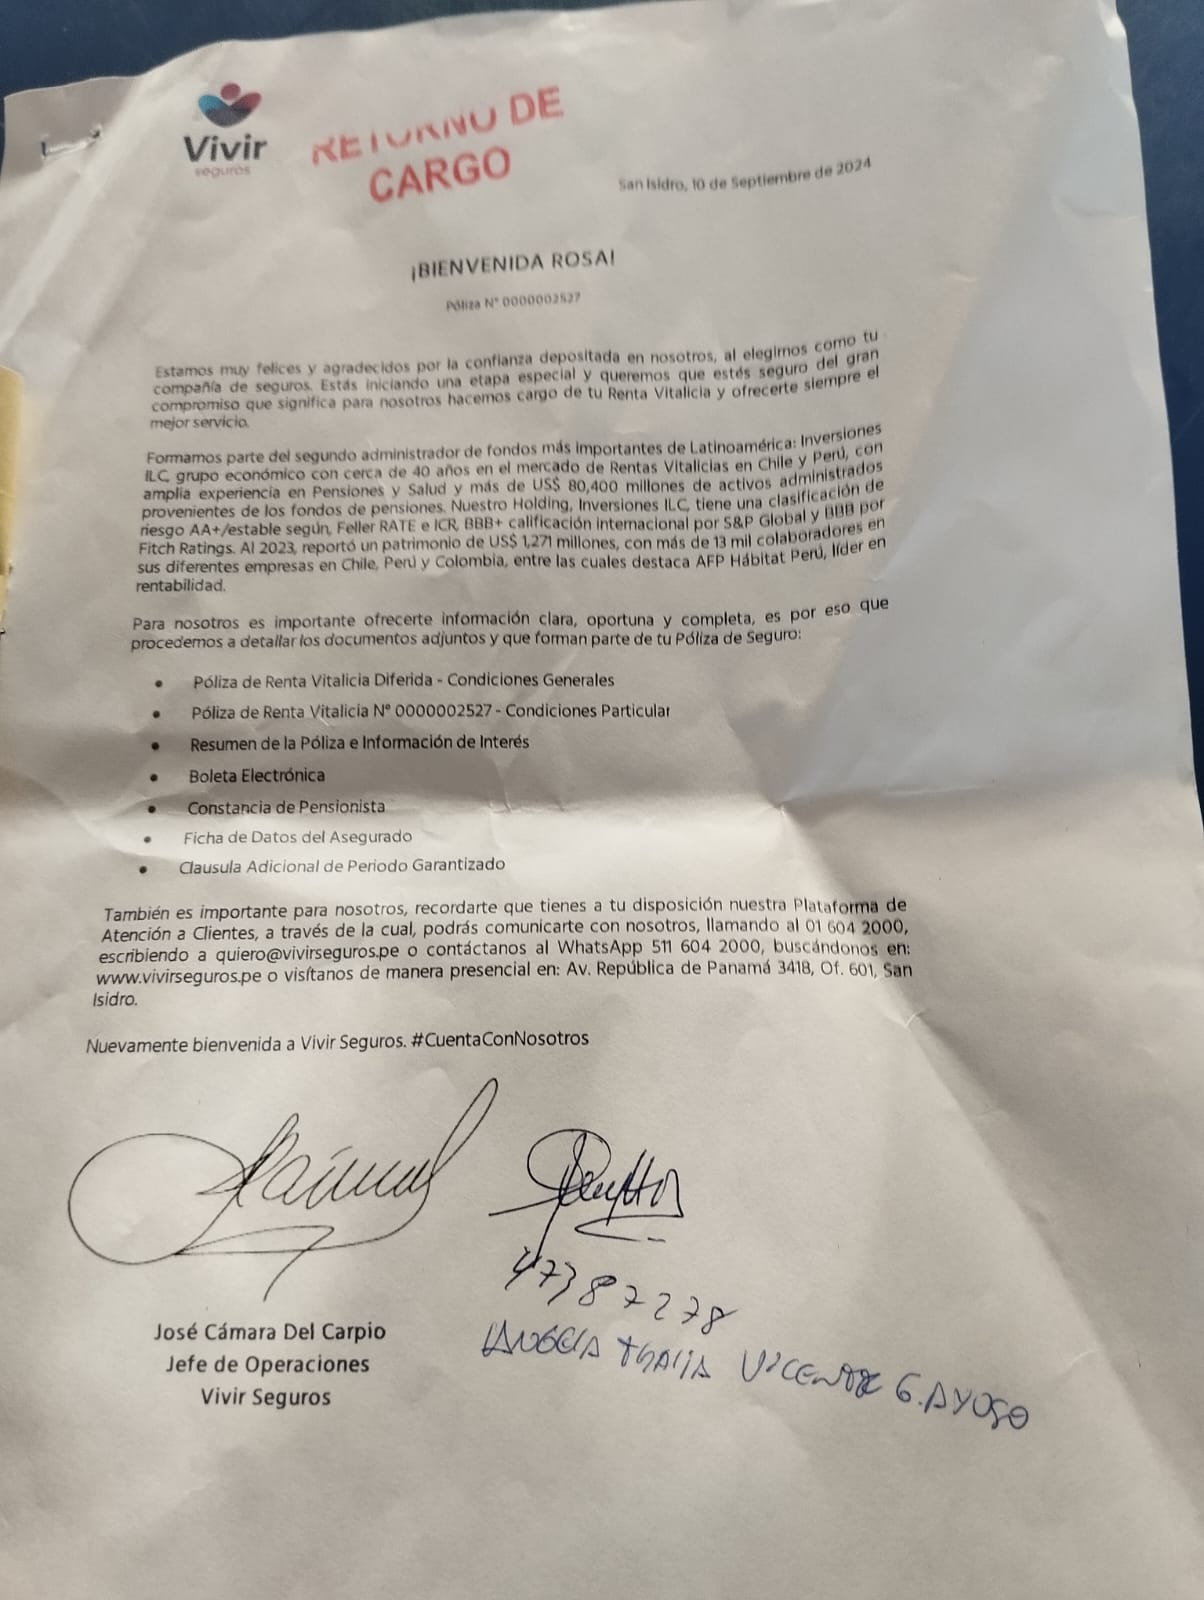 Vivir
seguros
RETORNO DE
CARGO
San Isidro, 10 de Septiembre de 2024
¡BIENVENIDA ROSA!
Póliza N° 0000002527
Estamos muy felices y agradecidos por la confianza depositada en nosotros, al elegirnos como tu
compañía de seguros. Estás iniciando una etapa especial y queremos que estés seguro del gran
compromiso que significa para nosotros hacernos cargo de tu Renta Vitalicia y ofrecerte siempre el
mejor servicio.
Formamos parte del segundo administrador de fondos más importantes de Latinoamérica: Inversiones
ILC, grupo económico con cerca de 40 años en el mercado de Rentas Vitalicias en Chile y Perú, con
amplia experiencia en Pensiones y Salud y más de US$ 80,400 millones de activos administrados
provenientes de los fondos de pensiones. Nuestro Holding, Inversiones ILC, tiene una clasificación de
riesgo AA+/estable según, Feller RATE e ICR, BBB+ calificación internacional por S&P Global y BBB por
Fitch Ratings. Al 2023, reportó un patrimonio de US$ 1,271 millones, con más de 13 mil colaboradores en
sus diferentes empresas en Chile, Perú y Colombia, entre las cuales destaca AFP Hábitat Perú, líder en
rentabilidad.
Para nosotros es importante ofrecerte información clara, oportuna y completa, es por eso que
procedemos a detallar los documentos adjuntos y que forman parte de tu Póliza de Seguro:
• Póliza de Renta Vitalicia Diferida - Condiciones Generales
• Póliza de Renta Vitalicia N° 0000002527 - Condiciones Particular
• Resumen de la Póliza e Información de Interés
• Boleta Electrónica
• Constancia de Pensionista
• Ficha de Datos del Asegurado
• Clausula Adicional de Periodo Garantizado
También es importante para nosotros, recordarte que tienes a tu disposición nuestra Plataforma de
Atención a Clientes, a través de la cual, podrás comunicarte con nosotros, llamando al 01 604 2000,
escribiendo a quiero@vivirseguros.pe o contáctanos al WhatsApp 511 604 2000, buscándonos en:
www.vivirseguros.pe o visítanos de manera presencial en: Av. República de Panamá 3418, Of. 601, San
Isidro.
Nuevamente bienvenida a Vivir Seguros. #CuentaConNosotros
47387278
José Cámara Del Carpio
Jefe de Operaciones
Vivir Seguros
THALIA VICENTE G.AYOSO